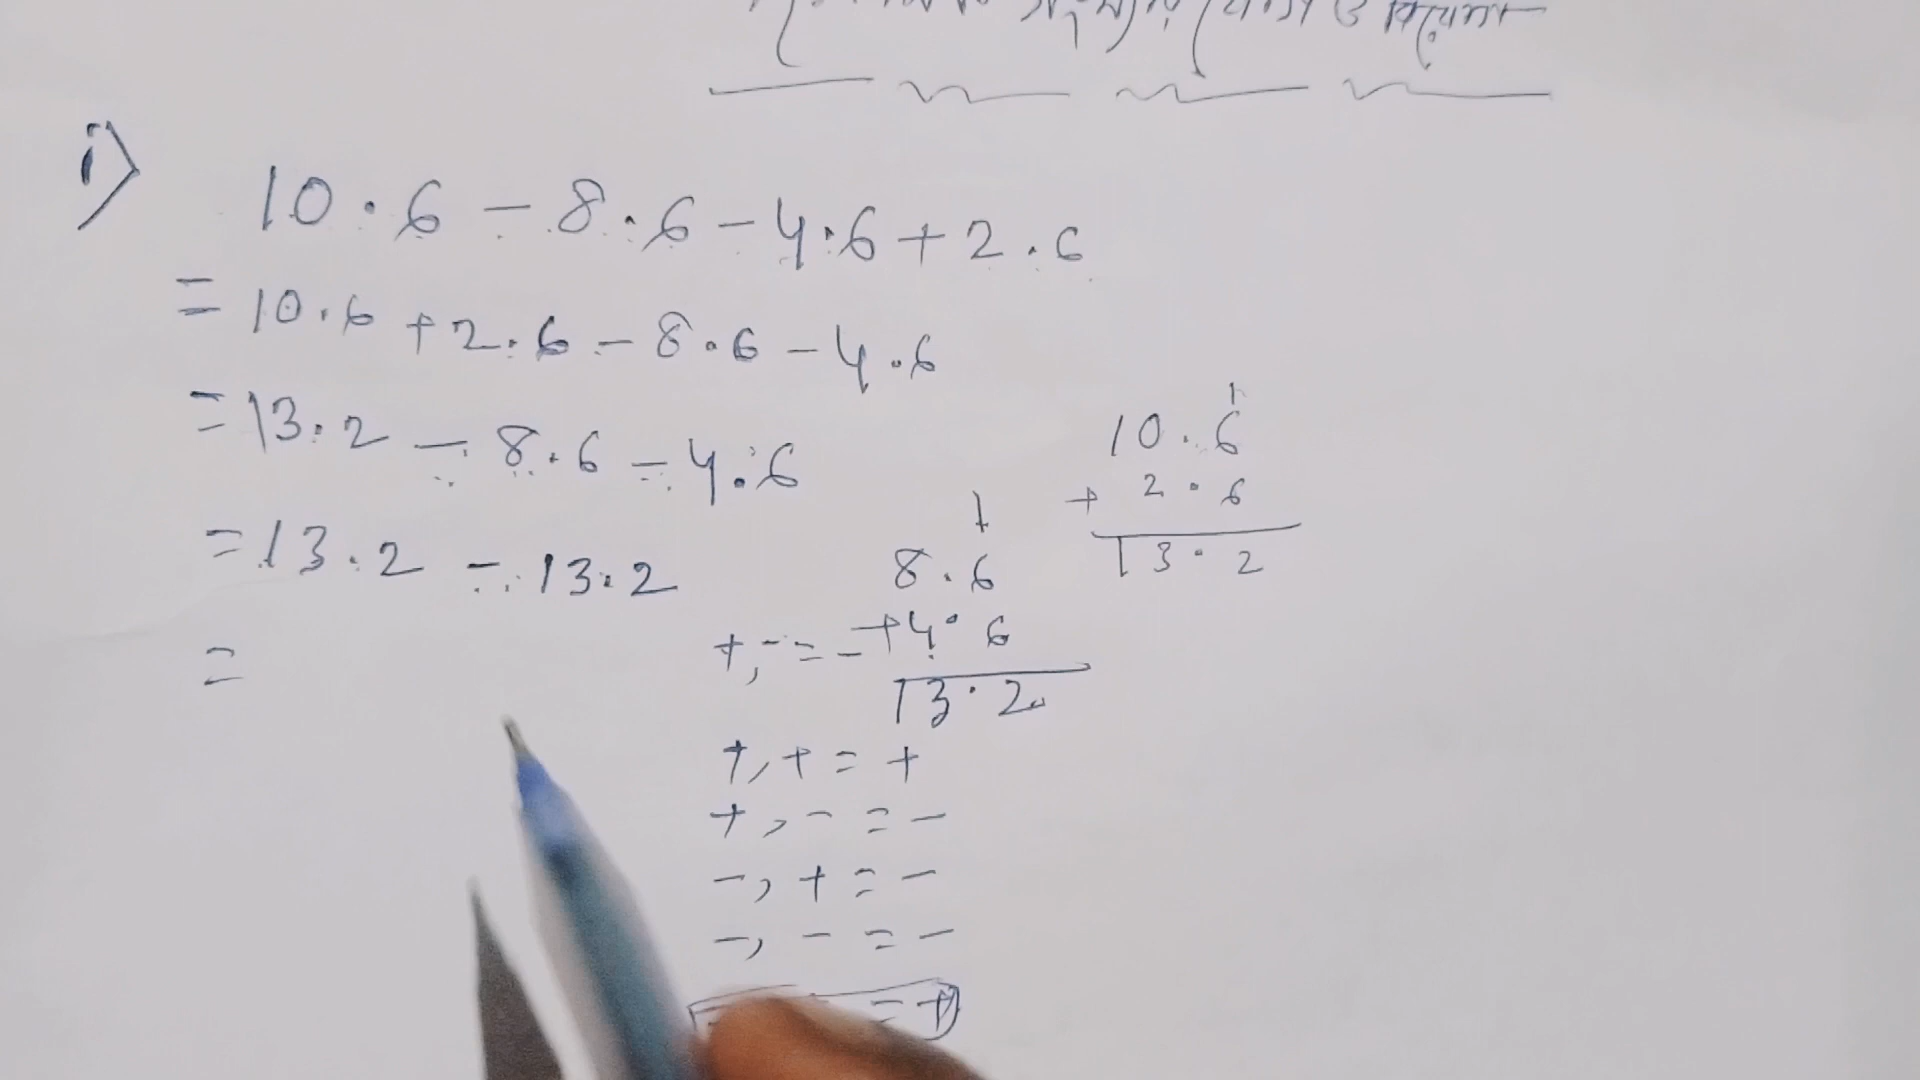 i)
10.6 - 8.6 - 4.6 + 2.6
= 10.6 + 2.6 - 8.6 - 4.6
= 13.2 - 8.6 - 4.6
= 13.2 - 13.2
=
1
10.6
+ 2.6
13.2
1
8.6
+4.6
13.2
+,- = -
+,+ = +
+,- = -
-,+ = -
-,- = -
= +